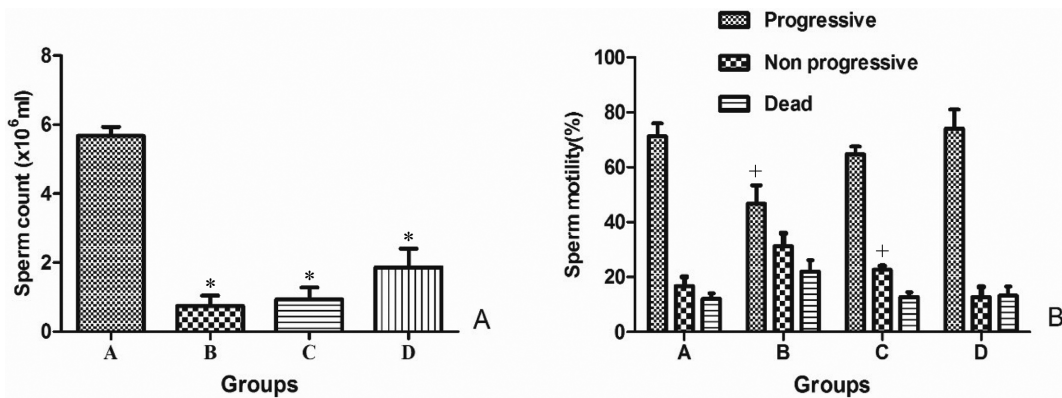 Sperm count (x10⁶ml)
8
6
4
2
0
*
*
*
A
B
C
D
Groups
A
Progressive
Non progressive
Dead
Sperm motility(%)
100
80
60
40
20
0
+
+
A
B
C
D
Groups
B